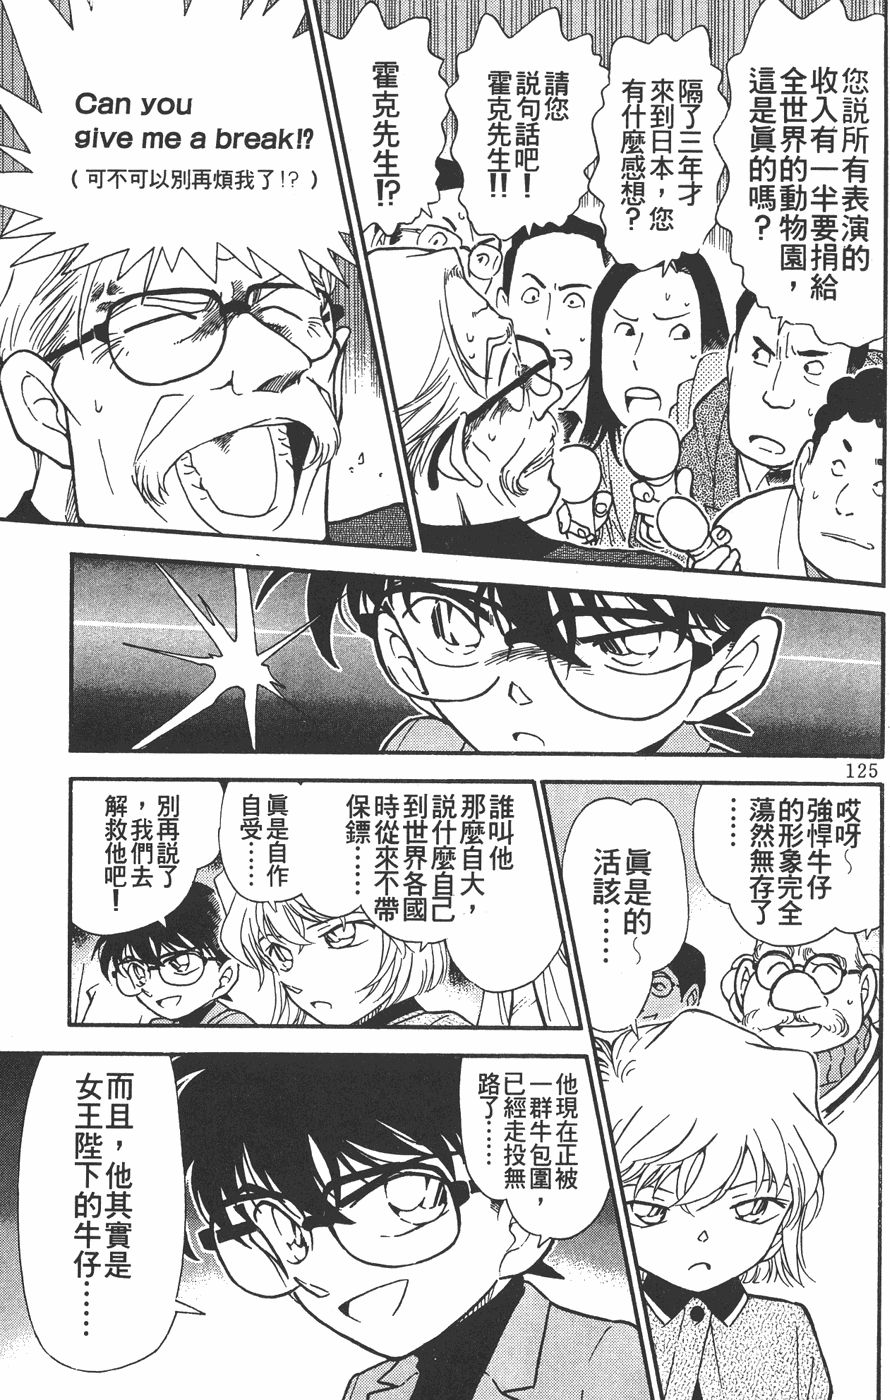 您説所有表演的
收入有一半要捐給
全世界的動物園，
這是眞的嗎？
隔了三年才
來到日本，您
有什麼感想？
請您
説句話吧！
霍克先生!!
霍克先生!?
Can you
give me a break!?
（可不可以別再煩我了!?）
125
哎呀～
強悍牛仔
的形象完全
蕩然無存了
……
眞是的～
活該……
誰叫他
那麼自大，
説什麼自己
到世界各國
時從來不帶
保鏢……
眞是自作
自受……
別再説了
，我們去
解救他吧！
他現在正被
一群牛包圍，
已經走投無
路了……
而且，他其實是
女王陛下的牛仔……